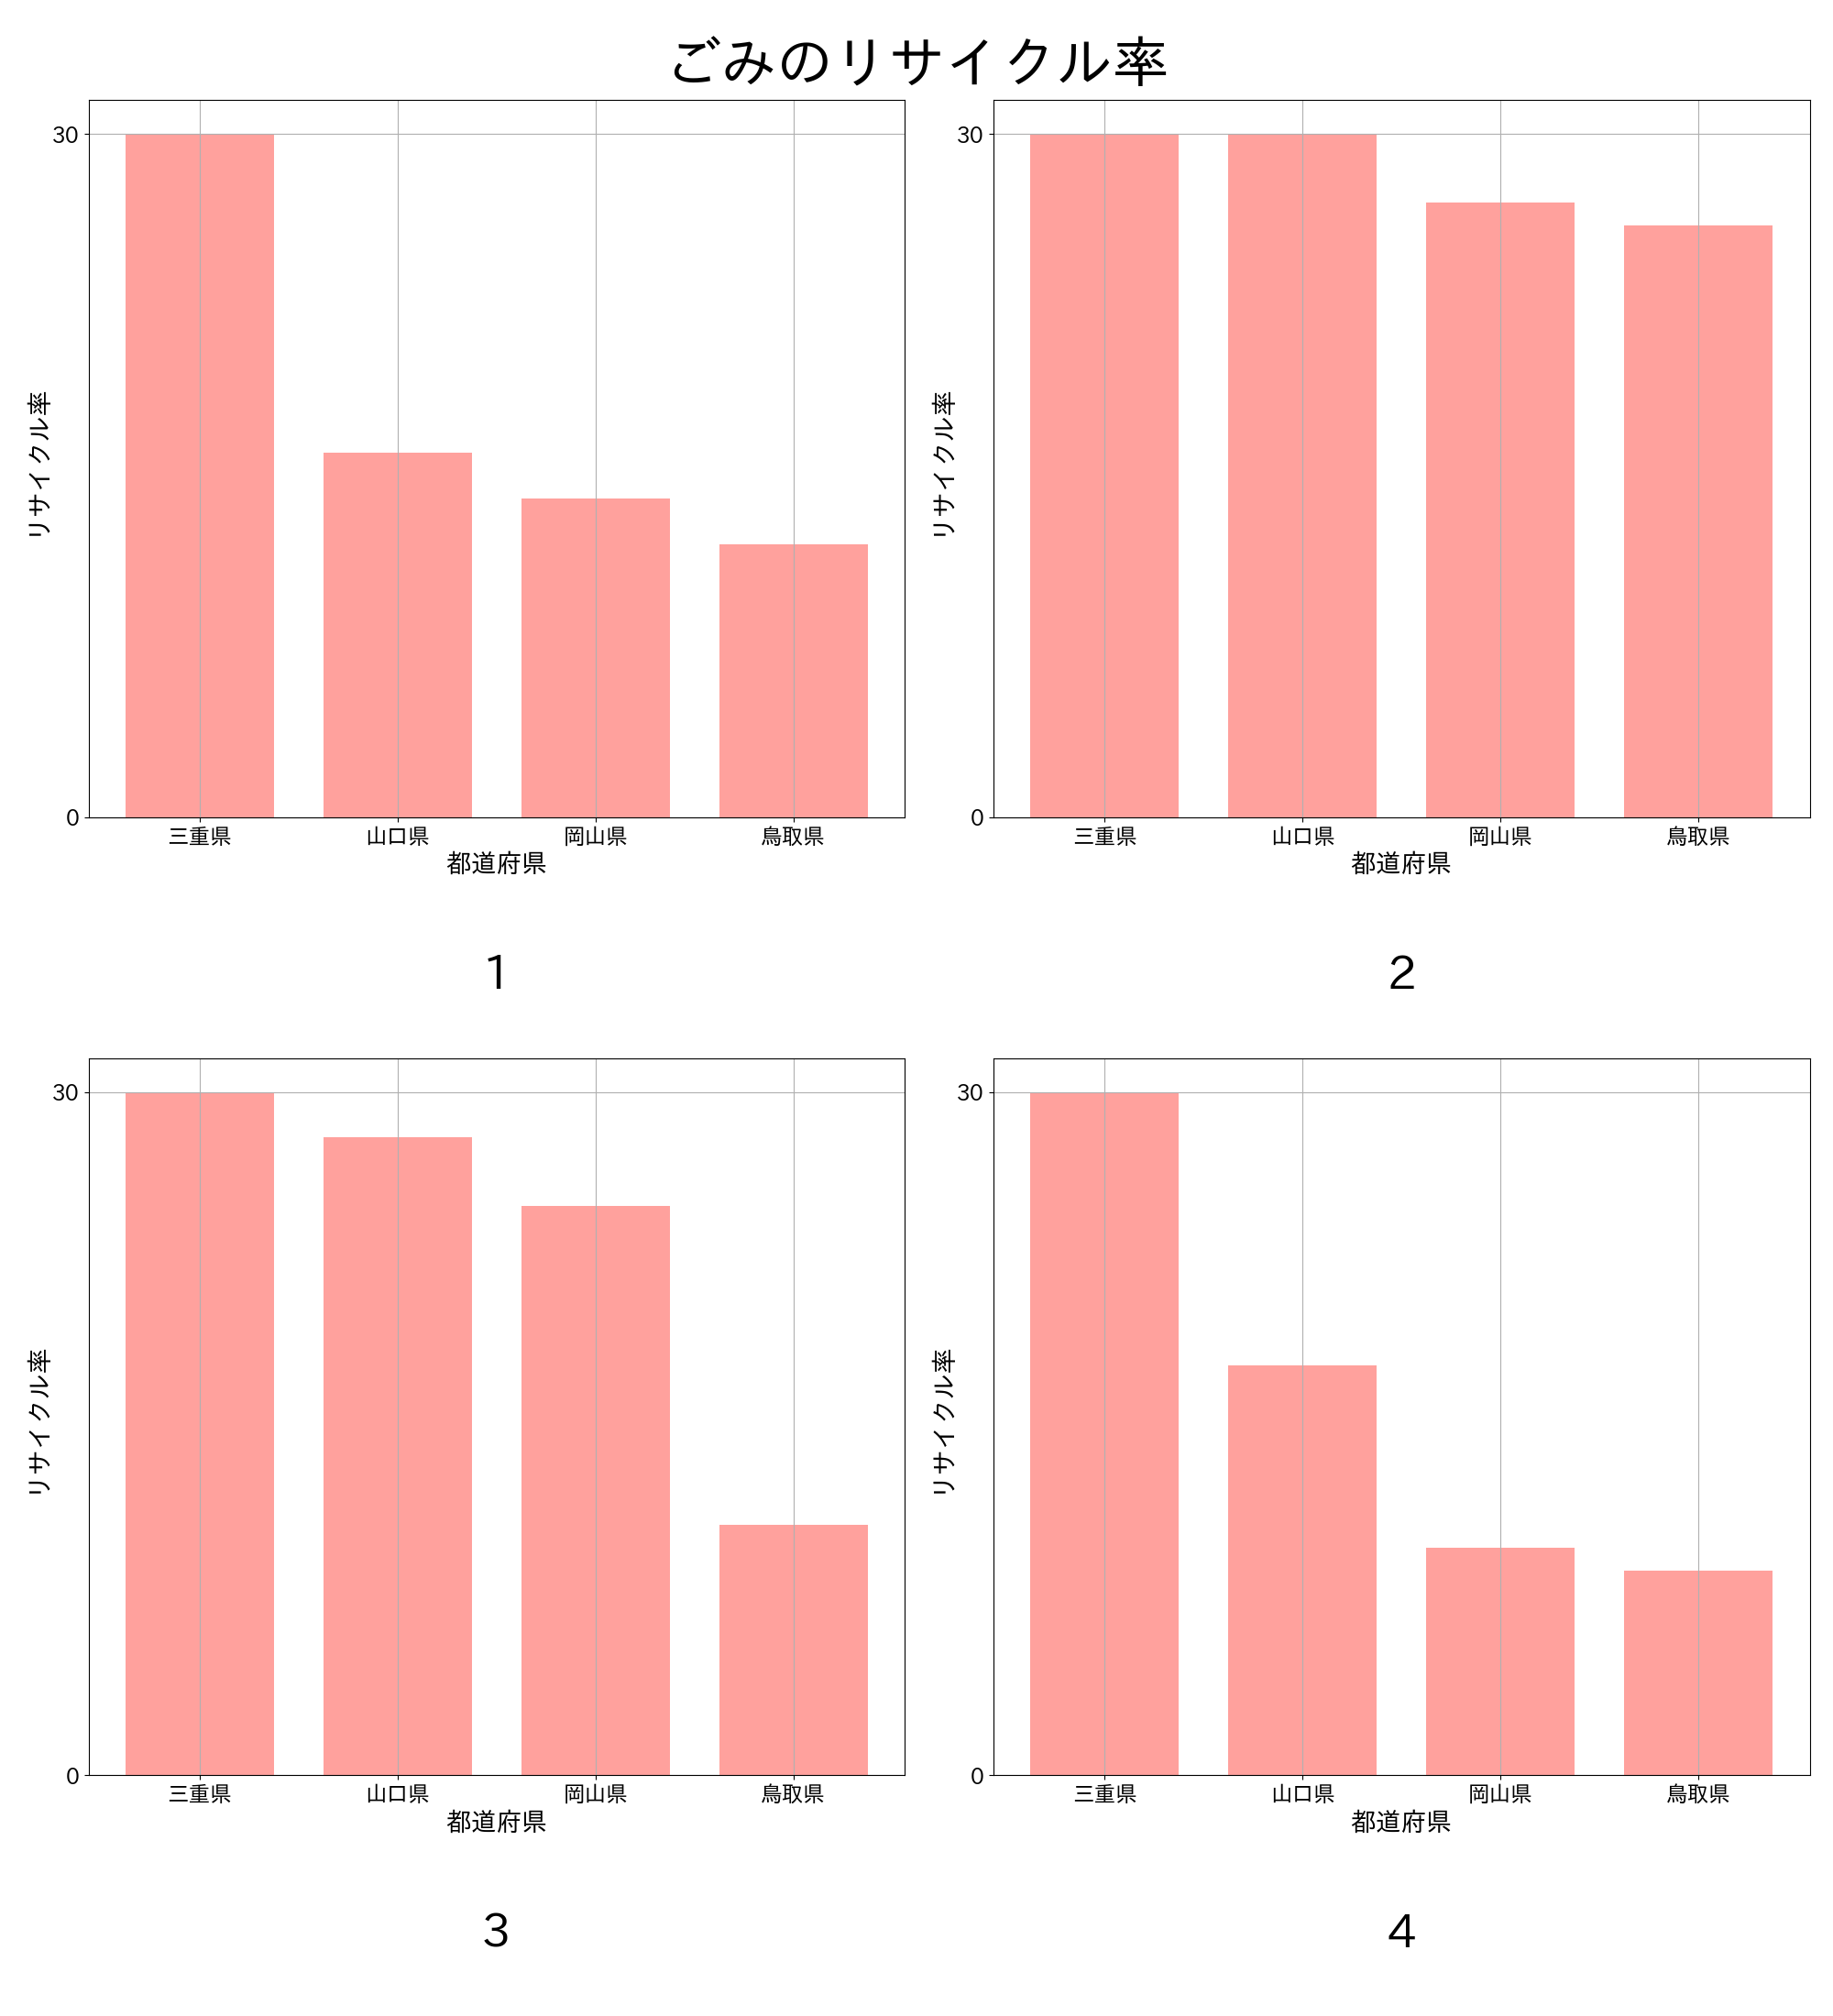 ごみのリサイクル率
30
0
リサイクル率
三重県 山口県 岡山県 鳥取県
都道府県
1
30
0
リサイクル率
三重県 山口県 岡山県 鳥取県
都道府県
2
30
0
リサイクル率
三重県 山口県 岡山県 鳥取県
都道府県
3
30
0
リサイクル率
三重県 山口県 岡山県 鳥取県
都道府県
4